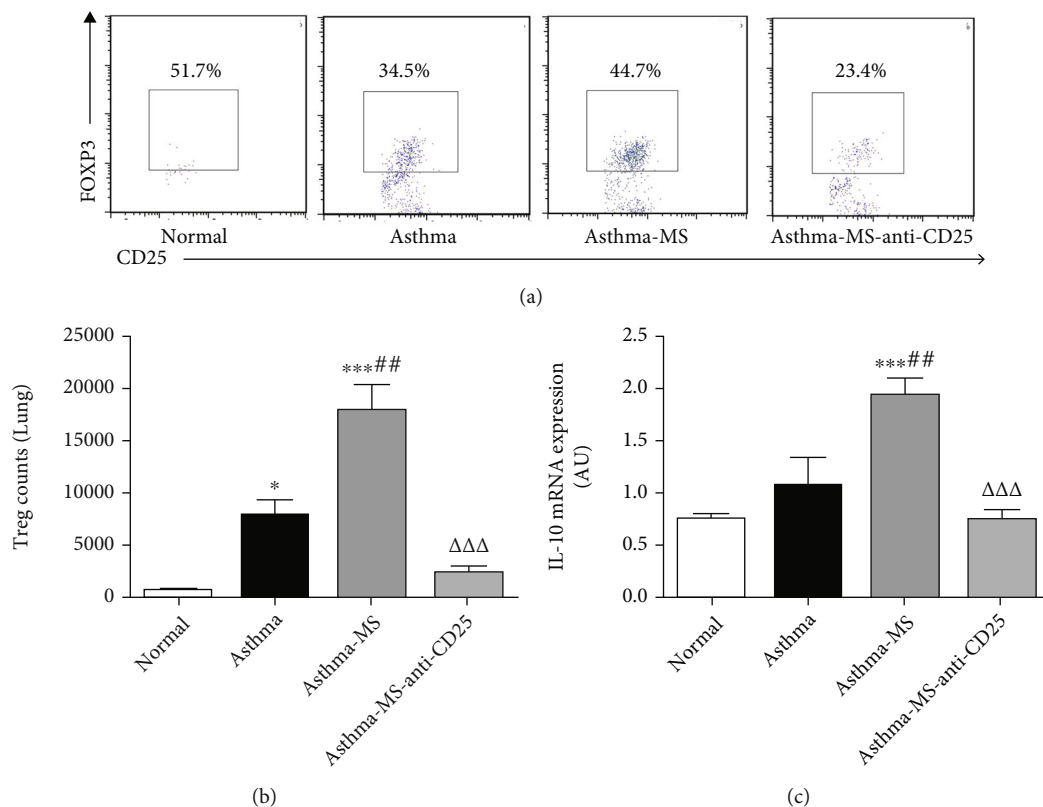 FOXP3
51.7%
34.5%
44.7%
23.4%
Normal
Asthma
Asthma-MS
Asthma-MS-anti-CD25
CD25
(a)
Treg counts (Lung)
25000
20000
15000
10000
5000
0
*
***##
ΔΔΔ
Normal
Asthma
Asthma-MS
Asthma-MS-anti-CD25
(b)
IL-10 mRNA expression
(AU)
2.5
2.0
1.5
1.0
0.5
0.0
***##
ΔΔΔ
Normal
Asthma
Asthma-MS
Asthma-MS-anti-CD25
(c)